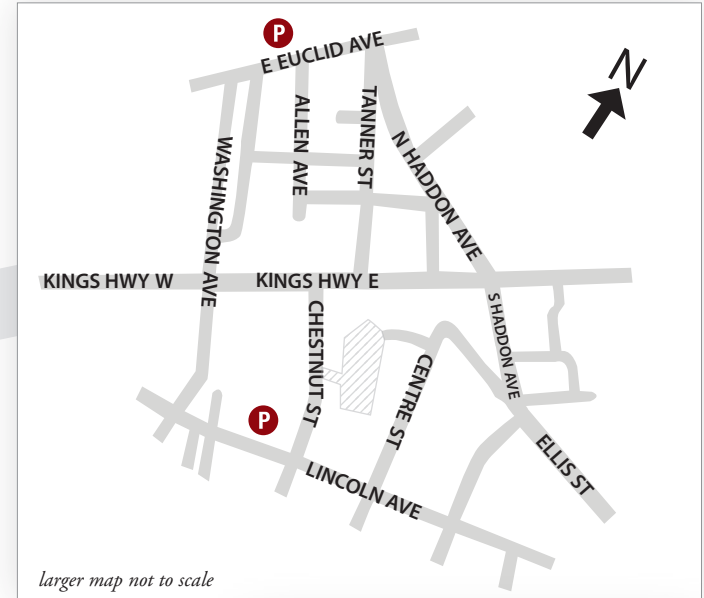 P
E EUCLID AVE
N
WASHINGTON AVE
ALLEN AVE
TANNER ST
N HADDON AVE
KINGS HWY W
KINGS HWY E
S HADDON AVE
CHESTNUT ST
CENTRE ST
P
LINCOLN AVE
ELLIS ST
larger map not to scale